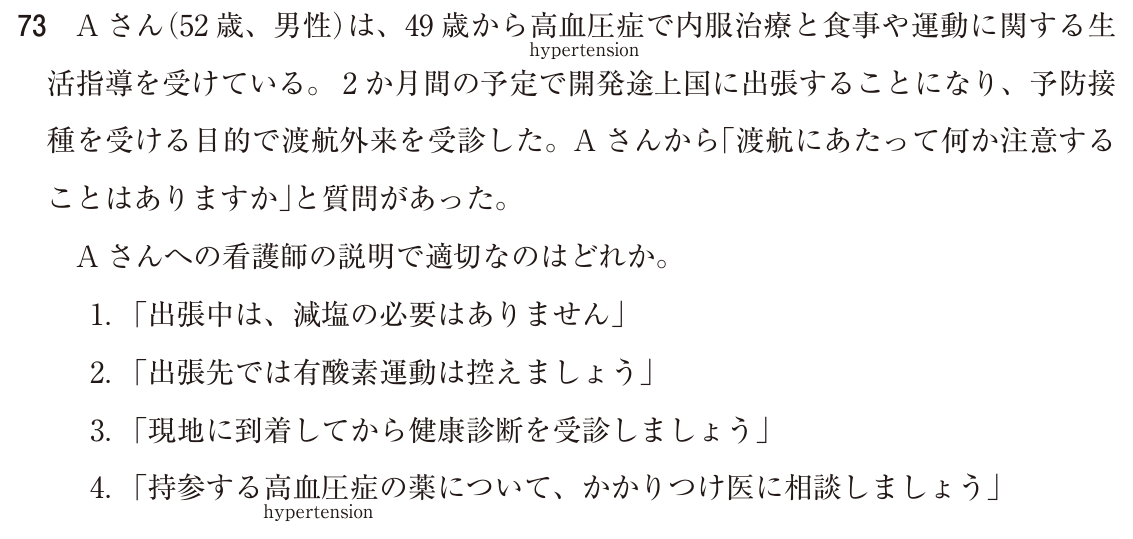 73 Aさん(52歳、男性)は、49歳から高血圧症で内服治療と食事や運動に関する生
hypertension
活指導を受けている。2か月間の予定で開発途上国に出張することになり、予防接
種を受ける目的で渡航外来を受診した。Aさんから「渡航にあたって何か注意する
ことはありますか」と質問があった。
Aさんへの看護師の説明で適切なのはどれか。
1. 「出張中は、減塩の必要はありません」
2. 「出張先では有酸素運動は控えましょう」
3. 「現地に到着してから健康診断を受診しましょう」
4. 「持参する高血圧症の薬について、かかりつけ医に相談しましょう」
hypertension